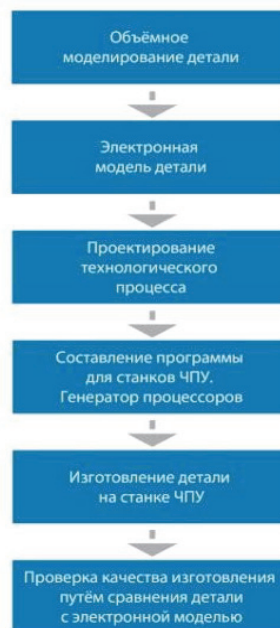 Объёмное
моделирование детали
Электронная
модель детали
Проектирование
технологического
процесса
Составление программы
для станков ЧПУ.
Генератор процессоров
Изготовление детали
на станке ЧПУ
Проверка качества изготовления
путём сравнения детали
с электронной моделью